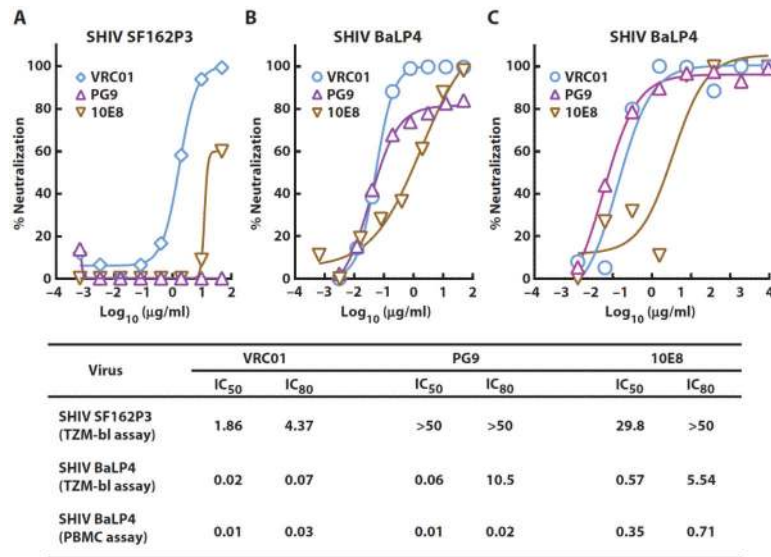 A
SHIV SF162P3
100
80
60
40
20
0
% Neutralization
VRC01
PG9
10E8
−4 −3 −2 −1 0 1 2
Log10 (μg/ml)
B
SHIV BaLP4
100
80
60
40
20
0
% Neutralization
VRC01
PG9
10E8
−4 −3 −2 −1 0 1 2
Log10 (μg/ml)
C
SHIV BaLP4
100
80
60
40
20
0
% Neutralization
VRC01
PG9
10E8
−4 −3 −2 −1 0 1 2 3 4
Log10 (μg/ml)
Virus VRC01 PG9 10E8
IC50 IC80 IC50 IC80 IC50 IC80
SHIV SF162P3
(TZM-bl assay) 1.86 4.37 >50 >50 29.8 >50
SHIV BaLP4
(TZM-bl assay) 0.02 0.07 0.06 10.5 0.57 5.54
SHIV BaLP4
(PBMC assay) 0.01 0.03 0.01 0.02 0.35 0.71